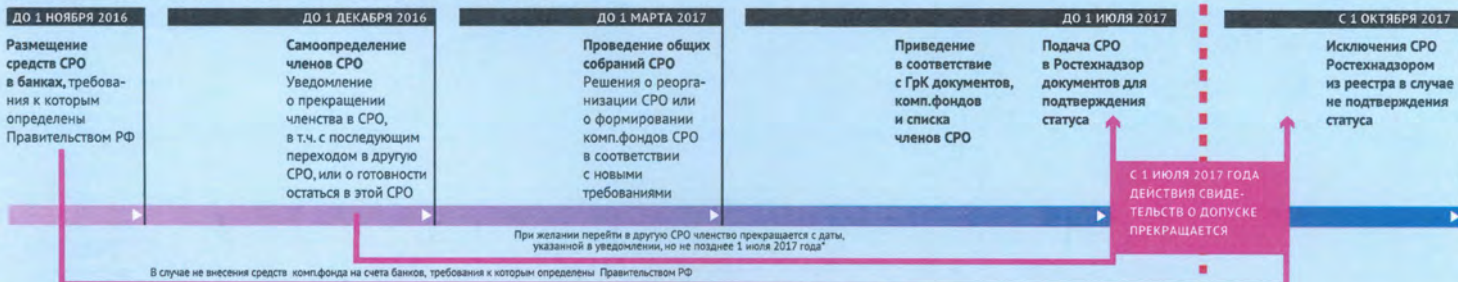 ДО 1 НОЯБРЯ 2016
Размещение
средств СРО
в банках, требова-
ния к которым
определены
Правительством РФ
ДО 1 ДЕКАБРЯ 2016
Самоопределение
членов СРО
Уведомление
о прекращении
членства в СРО,
в т.ч. с последующим
переходом в другую
СРО, или о готовности
остаться в этой СРО
ДО 1 МАРТА 2017
Проведение общих
собраний СРО
Решения о реорга-
низации СРО или
о формировании
комп.фондов СРО
в соответствии
с новыми
требованиями
ДО 1 ИЮЛЯ 2017
Приведение
в соответствие
с ГрК документов,
комп.фондов
и списка
членов СРО
Подача СРО
в Ростехнадзор
документов для
подтверждения
статуса
С 1 ОКТЯБРЯ 2017
Исключения СРО
Ростехнадзором
из реестра в случае
не подтверждения
статуса
С 1 ИЮЛЯ 2017 ГОДА
ДЕЙСТВИЯ СВИДЕ-
ТЕЛЬСТВ О ДОПУСКЕ
ПРЕКРАЩАЕТСЯ
При желании перейти в другую СРО членство прекращается с даты,
указанной в уведомлении, но не позднее 1 июля 2017 года*
В случае не внесения средств комп.фонда на счета банков, требования к которым определены Правительством РФ